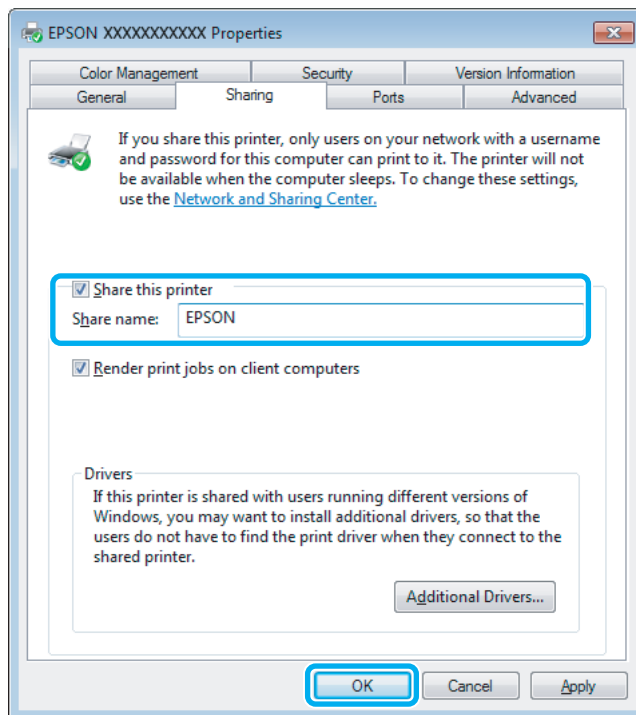 EPSON XXXXXXXXXXX Properties
Color Management Security Version Information
General Sharing Ports Advanced
If you share this printer, only users on your network with a username
and password for this computer can print to it. The printer will not
be available when the computer sleeps. To change these settings,
use the Network and Sharing Center.
Share this printer
Share name: EPSON
Render print jobs on client computers
Drivers
If this printer is shared with users running different versions of
Windows, you may want to install additional drivers, so that the
users do not have to find the print driver when they connect to the
shared printer.
Additional Drivers...
OK Cancel Apply